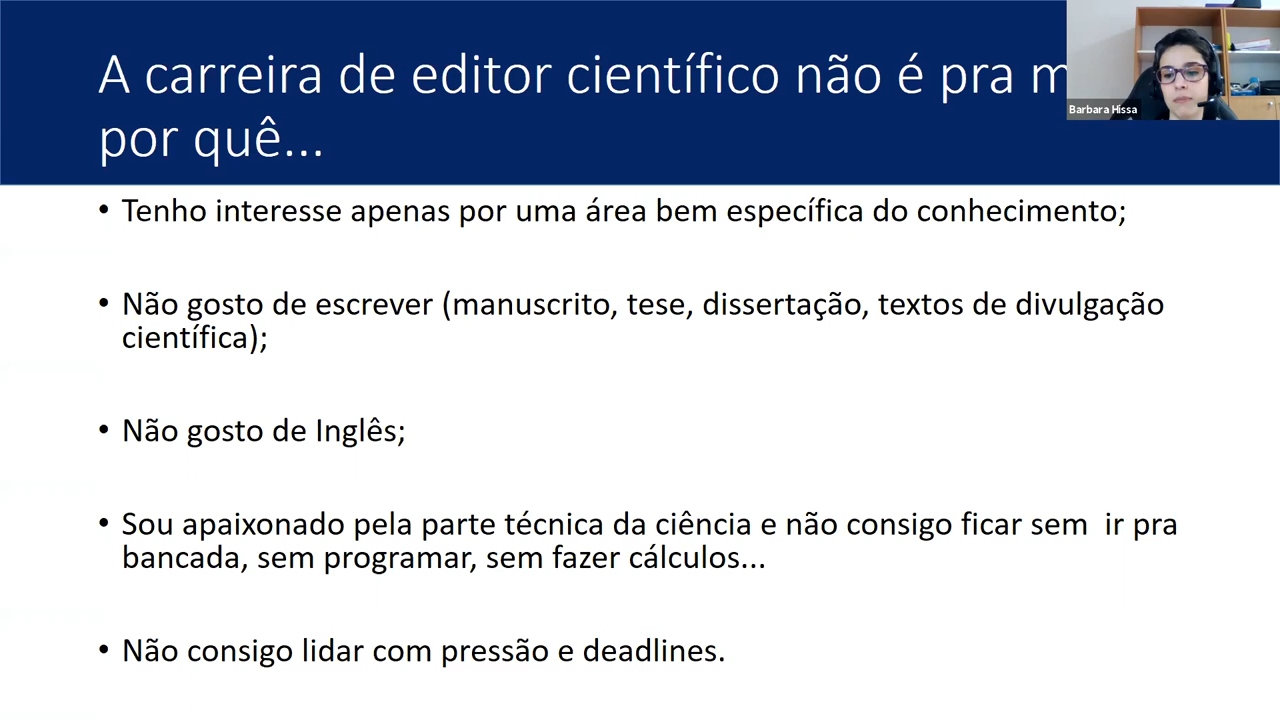 A carreira de editor científico não é pra
Barbara Hissa
por quê...
• Tenho interesse apenas por uma área bem específica do conhecimento;
• Não gosto de escrever (manuscrito, tese, dissertação, textos de divulgação
científica);
• Não gosto de Inglês;
• Sou apaixonado pela parte técnica da ciência e não consigo ficar sem  ir pra
bancada, sem programar, sem fazer cálculos...
• Não consigo lidar com pressão e deadlines.